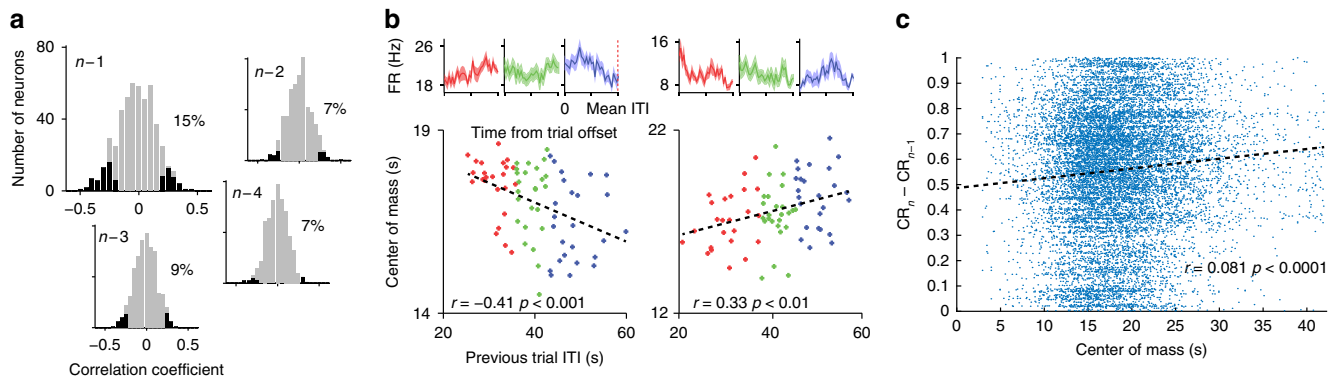 a
Number of neurons
80
40
0
n–1
15%
–0.5
0
0.5
n–2
7%
n–3
9%
–0.5
0
0.5
n–4
7%
Correlation coefficient
b
FR (Hz)
26
18
0
Mean ITI
16
8
Time from trial offset
Center of mass (s)
19
14
r = –0.41 p < 0.001
20
40
60
22
12
r = 0.33 p < 0.01
20
40
60
Previous trial ITI (s)
c
CRn – CRn–1
1
0.9
0.8
0.7
0.6
0.5
0.4
0.3
0.2
0.1
0
r = 0.081 p < 0.0001
0
5
10
15
20
25
30
35
40
Center of mass (s)